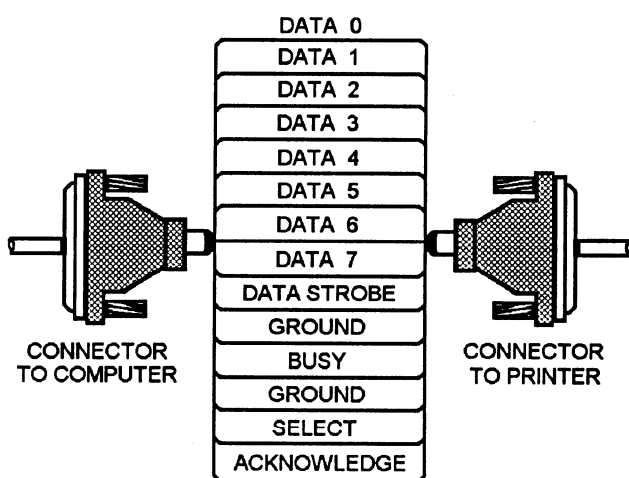 DATA 0
DATA 1
DATA 2
DATA 3
DATA 4
DATA 5
DATA 6
DATA 7
DATA STROBE
GROUND
BUSY
GROUND
SELECT
ACKNOWLEDGE
CONNECTOR
TO COMPUTER
CONNECTOR
TO PRINTER